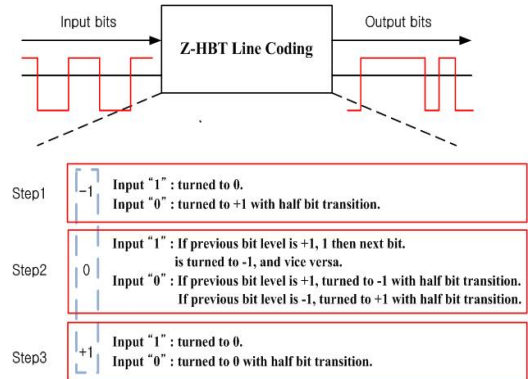 Input bits
Z-HBT Line Coding
Output bits
Step1
-1
Input "1" : turned to 0.
Input "0" : turned to +1 with half bit transition.
Step2
0
Input "1" : If previous bit level is +1, 1 then next bit.
is turned to -1, and vice versa.
Input "0" : If previous bit level is +1, turned to -1 with half bit transition.
If previous bit level is -1, turned to +1 with half bit transition.
Step3
+1
Input "1" : turned to 0.
Input "0" : turned to 0 with half bit transition.